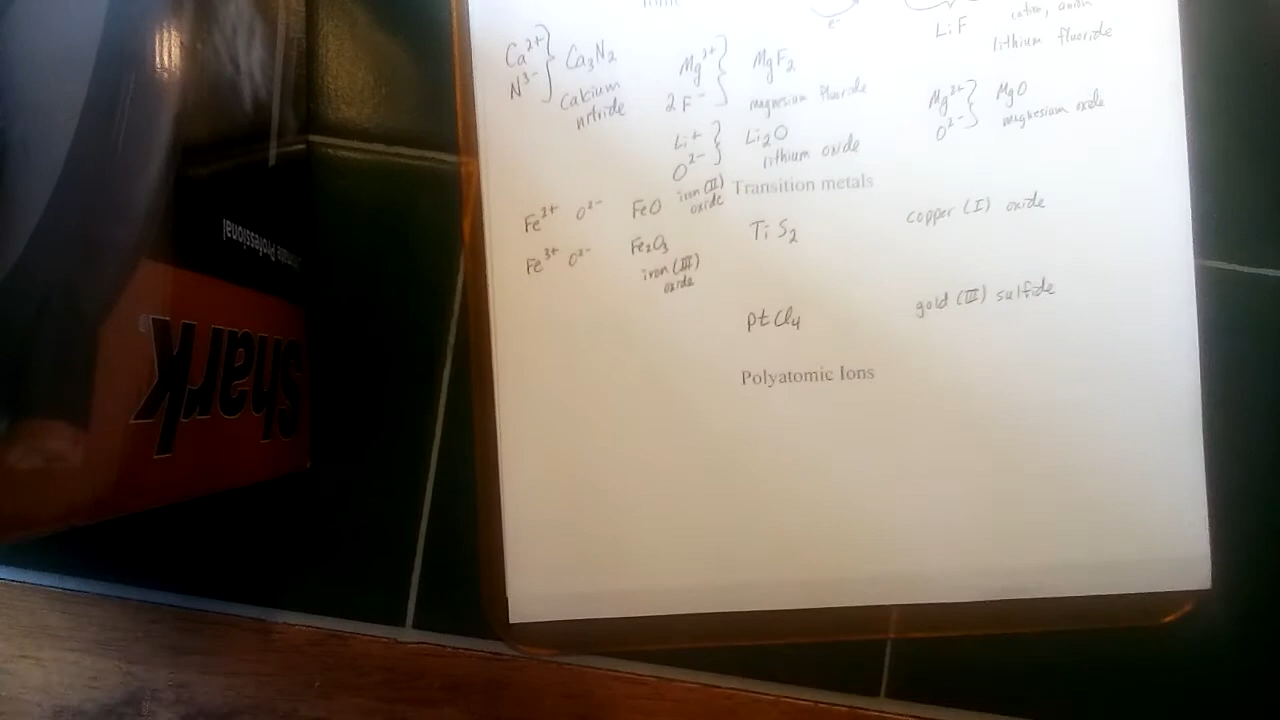 Ionic
e-
LiF
cation, anion
lithium fluoride
Ca2+
N3-
Ca3N2
calcium
nitride
Mg2+
2 F-
MgF2
magnesium fluoride
Mg2+
O2-
MgO
magnesium oxide
Li+
O2-
Li2O
lithium oxide
Transition metals
Fe2+ O2- FeO iron (II)
oxide
Fe3+ O2- Fe2O3
iron (III)
oxide
TiS2
copper (I) oxide
PtCl4
gold (III) sulfide
Polyatomic Ions
Professional
Shark